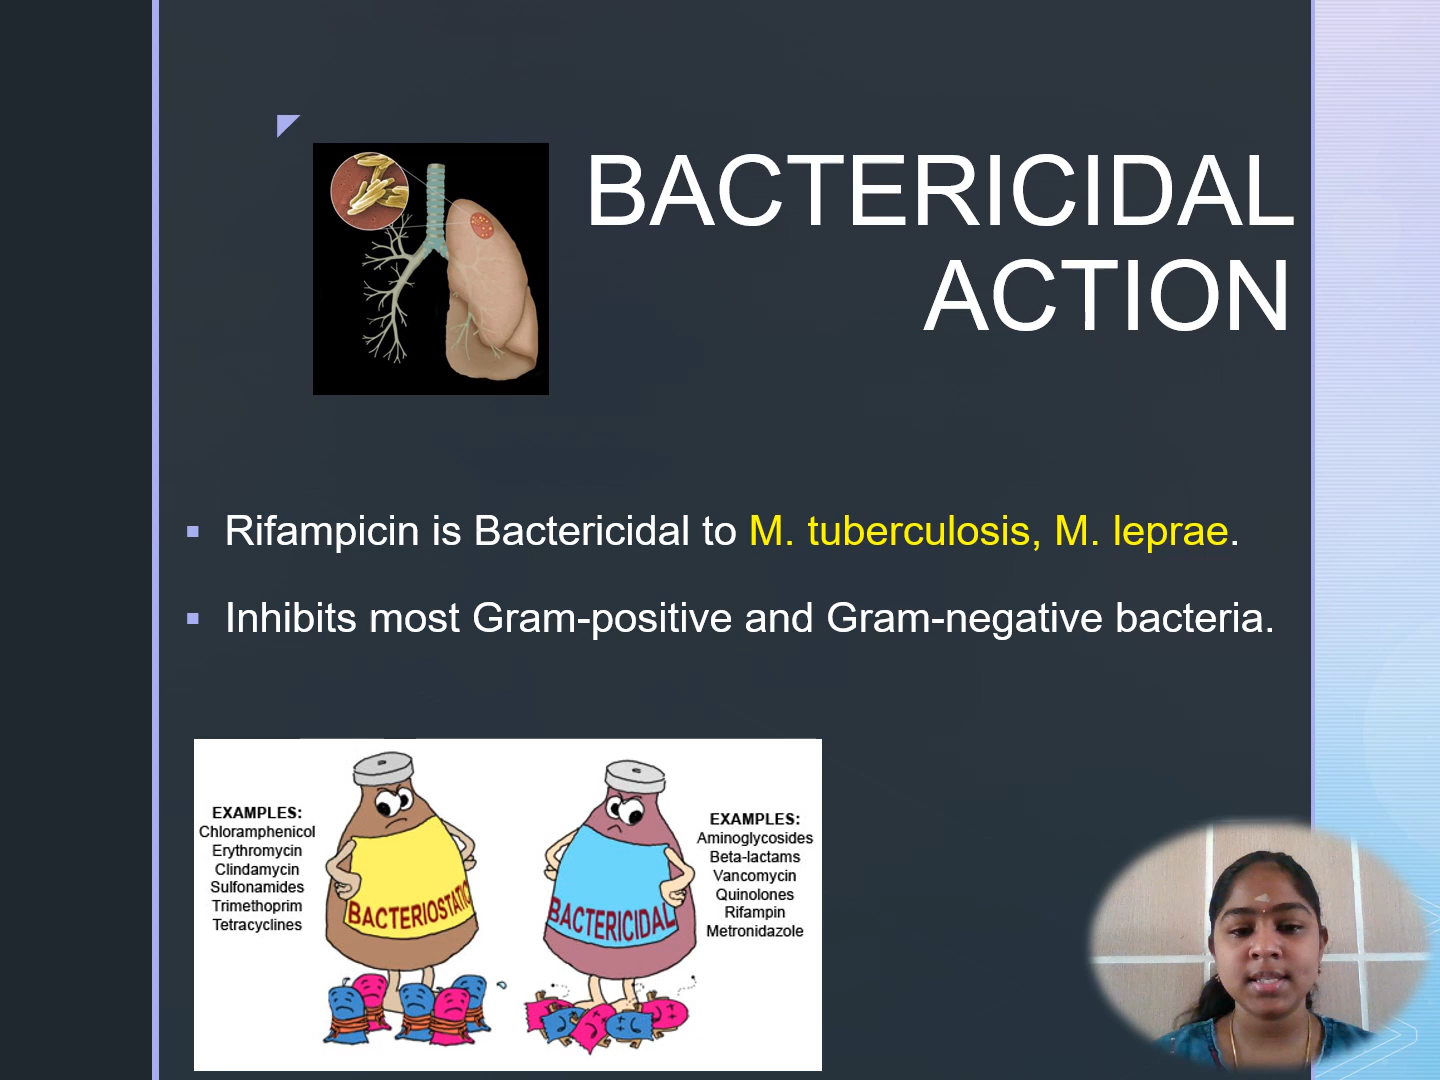 BACTERICIDAL
ACTION
▪ Rifampicin is Bactericidal to M. tuberculosis, M. leprae.
▪ Inhibits most Gram-positive and Gram-negative bacteria.
EXAMPLES:
Chloramphenicol
Erythromycin
Clindamycin
Sulfonamides
Trimethoprim
Tetracyclines
BACTERIOSTATIC
BACTERICIDAL
EXAMPLES:
Aminoglycosides
Beta-lactams
Vancomycin
Quinolones
Rifampin
Metronidazole